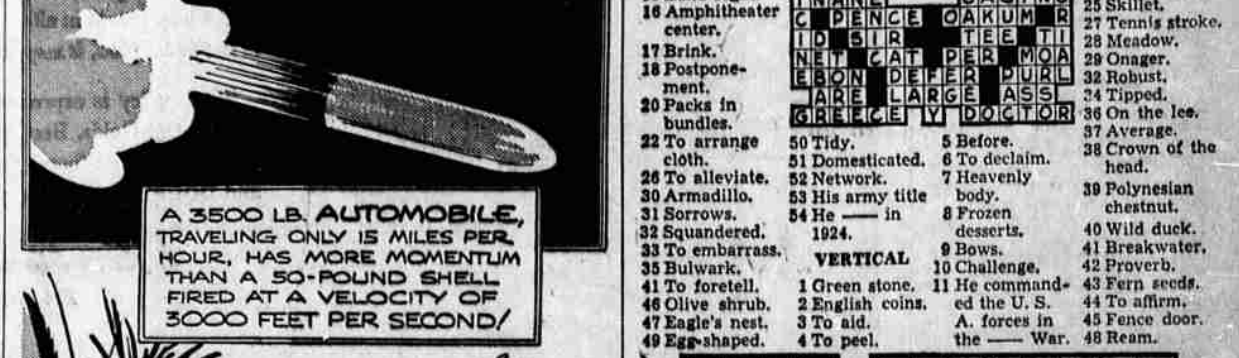 A 3500 LB. AUTOMOBILE,
TRAVELING ONLY 15 MILES PER
HOUR, HAS MORE MOMENTUM
THAN A 50-POUND SHELL
FIRED AT A VELOCITY OF
3000 FEET PER SECOND!
16 Amphitheater
center.
17 Brink.
18 Postpone-
ment.
20 Packs in
bundles.
22 To arrange
cloth.
26 To alleviate.
30 Armadillo.
31 Sorrows.
32 Squandered.
33 To embarrass.
35 Bulwark.
41 To foretell.
46 Olive shrub.
47 Eagle's nest.
49 Egg-shaped.
C PENCE OAKUM R
ID SIR TEE TI
NET CAT PER MOA
EBON DEFER PURL
ARE LARGE ASS
GREECE Y DOCTOR
50 Tidy.
51 Domesticated.
52 Network.
53 His army title
54 He —— in
1924.
VERTICAL
1 Green stone.
2 English coins.
3 To aid.
4 To peel.
5 Before.
6 To declaim.
7 Heavenly
body.
8 Frozen
desserts.
9 Bows.
10 Challenge.
11 He command-
ed the U. S.
A. forces in
the —— War.
25 Skillet.
27 Tennis stroke.
28 Meadow.
29 Onager.
32 Robust.
34 Tipped.
36 On the lee.
37 Average.
38 Crown of the
head.
39 Polynesian
chestnut.
40 Wild duck.
41 Breakwater.
42 Proverb.
43 Fern seeds.
44 To affirm.
45 Fence door.
48 Ream.